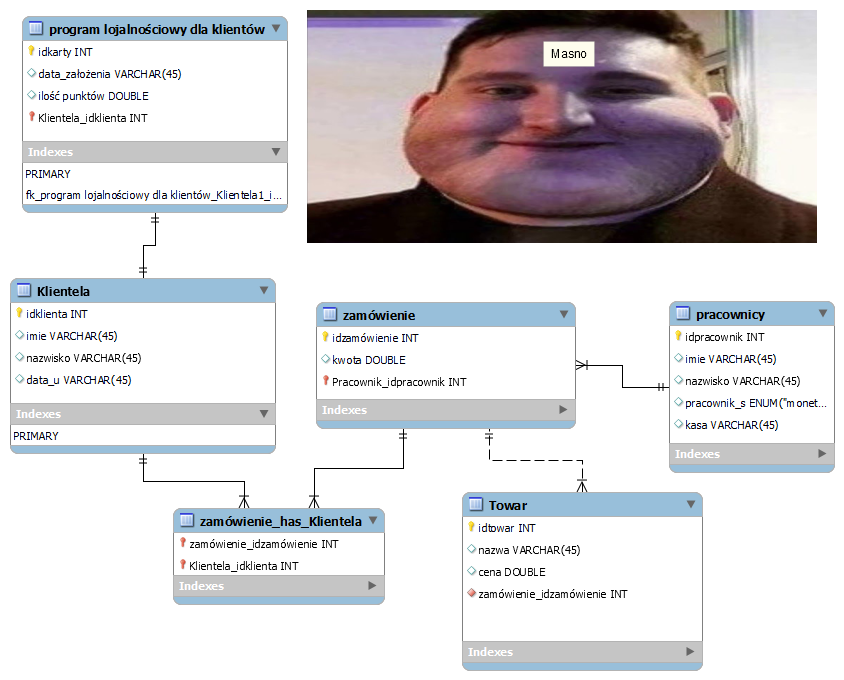 program lojalnościowy dla klientów
idkarty INT
data_założenia VARCHAR(45)
ilość punktów DOUBLE
Klientela_idklienta INT
Indexes
PRIMARY
fk_program lojalnościowy dla klientów_Klientela1_i...
Masno
Klientela
idklienta INT
imie VARCHAR(45)
nazwisko VARCHAR(45)
data_u VARCHAR(45)
Indexes
PRIMARY
zamówienie
idzamówienie INT
kwota DOUBLE
Pracownik_idpracownik INT
Indexes
pracownicy
idpracownik INT
imie VARCHAR(45)
nazwisko VARCHAR(45)
pracownik_s ENUM("monet...
kasa VARCHAR(45)
Indexes
zamówienie_has_Klientela
zamówienie_idzamówienie INT
Klientela_idklienta INT
Indexes
Towar
idtowar INT
nazwa VARCHAR(45)
cena DOUBLE
zamówienie_idzamówienie INT
Indexes